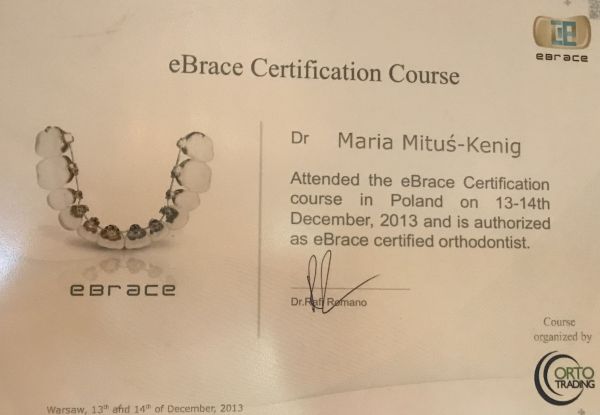 eBrace
eBrace Certification Course
Dr Maria Mituś-Kenig
Attended the eBrace Certification
course in Poland on 13-14th
December, 2013 and is authorized
as eBrace certified orthodontist.
eBrace
Dr.Rafi Romano
Course
organized by
ORTO
TRADING
Warsaw, 13th and 14th of December, 2013